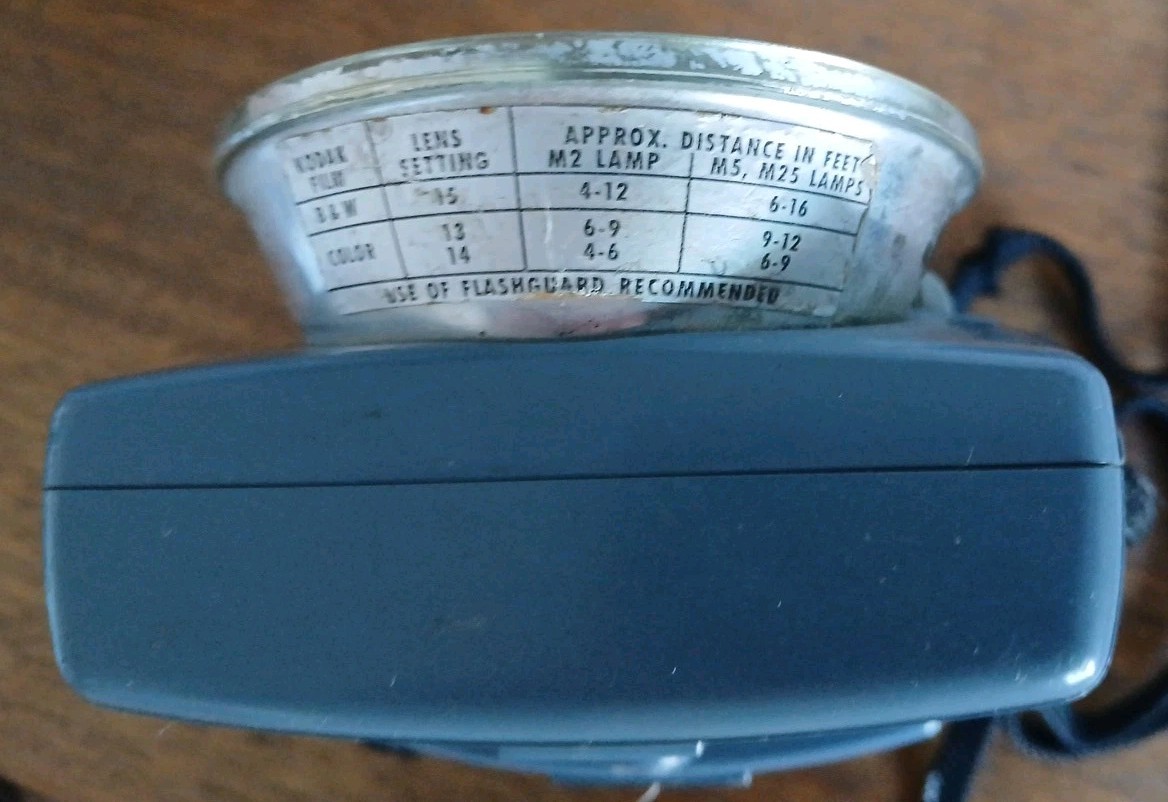 KODAK FILM LENS SETTING APPROX. DISTANCE IN FEET
M2 LAMP M5, M25 LAMPS
B & W 15 4-12 6-16
COLOR 13 6-9 9-12
14 4-6 6-9
USE OF FLASHGUARD RECOMMENDED